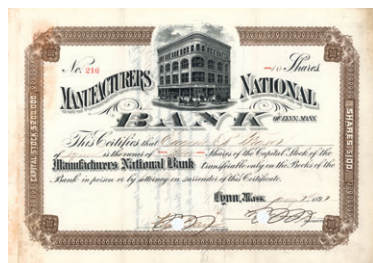 No. 216
-10 Shares
MANUFACTURERS NATIONAL
BANK
OF LYNN, MASS.
CAPITAL STOCK $200,000
SHARES $100
This Certifies that
of is the owner of Shares of the Capital Stock of the
Manufacturers National Bank transferable only on the Books of the
Bank in person or by attorney on surrender of this Certificate.
Lynn, Mass.